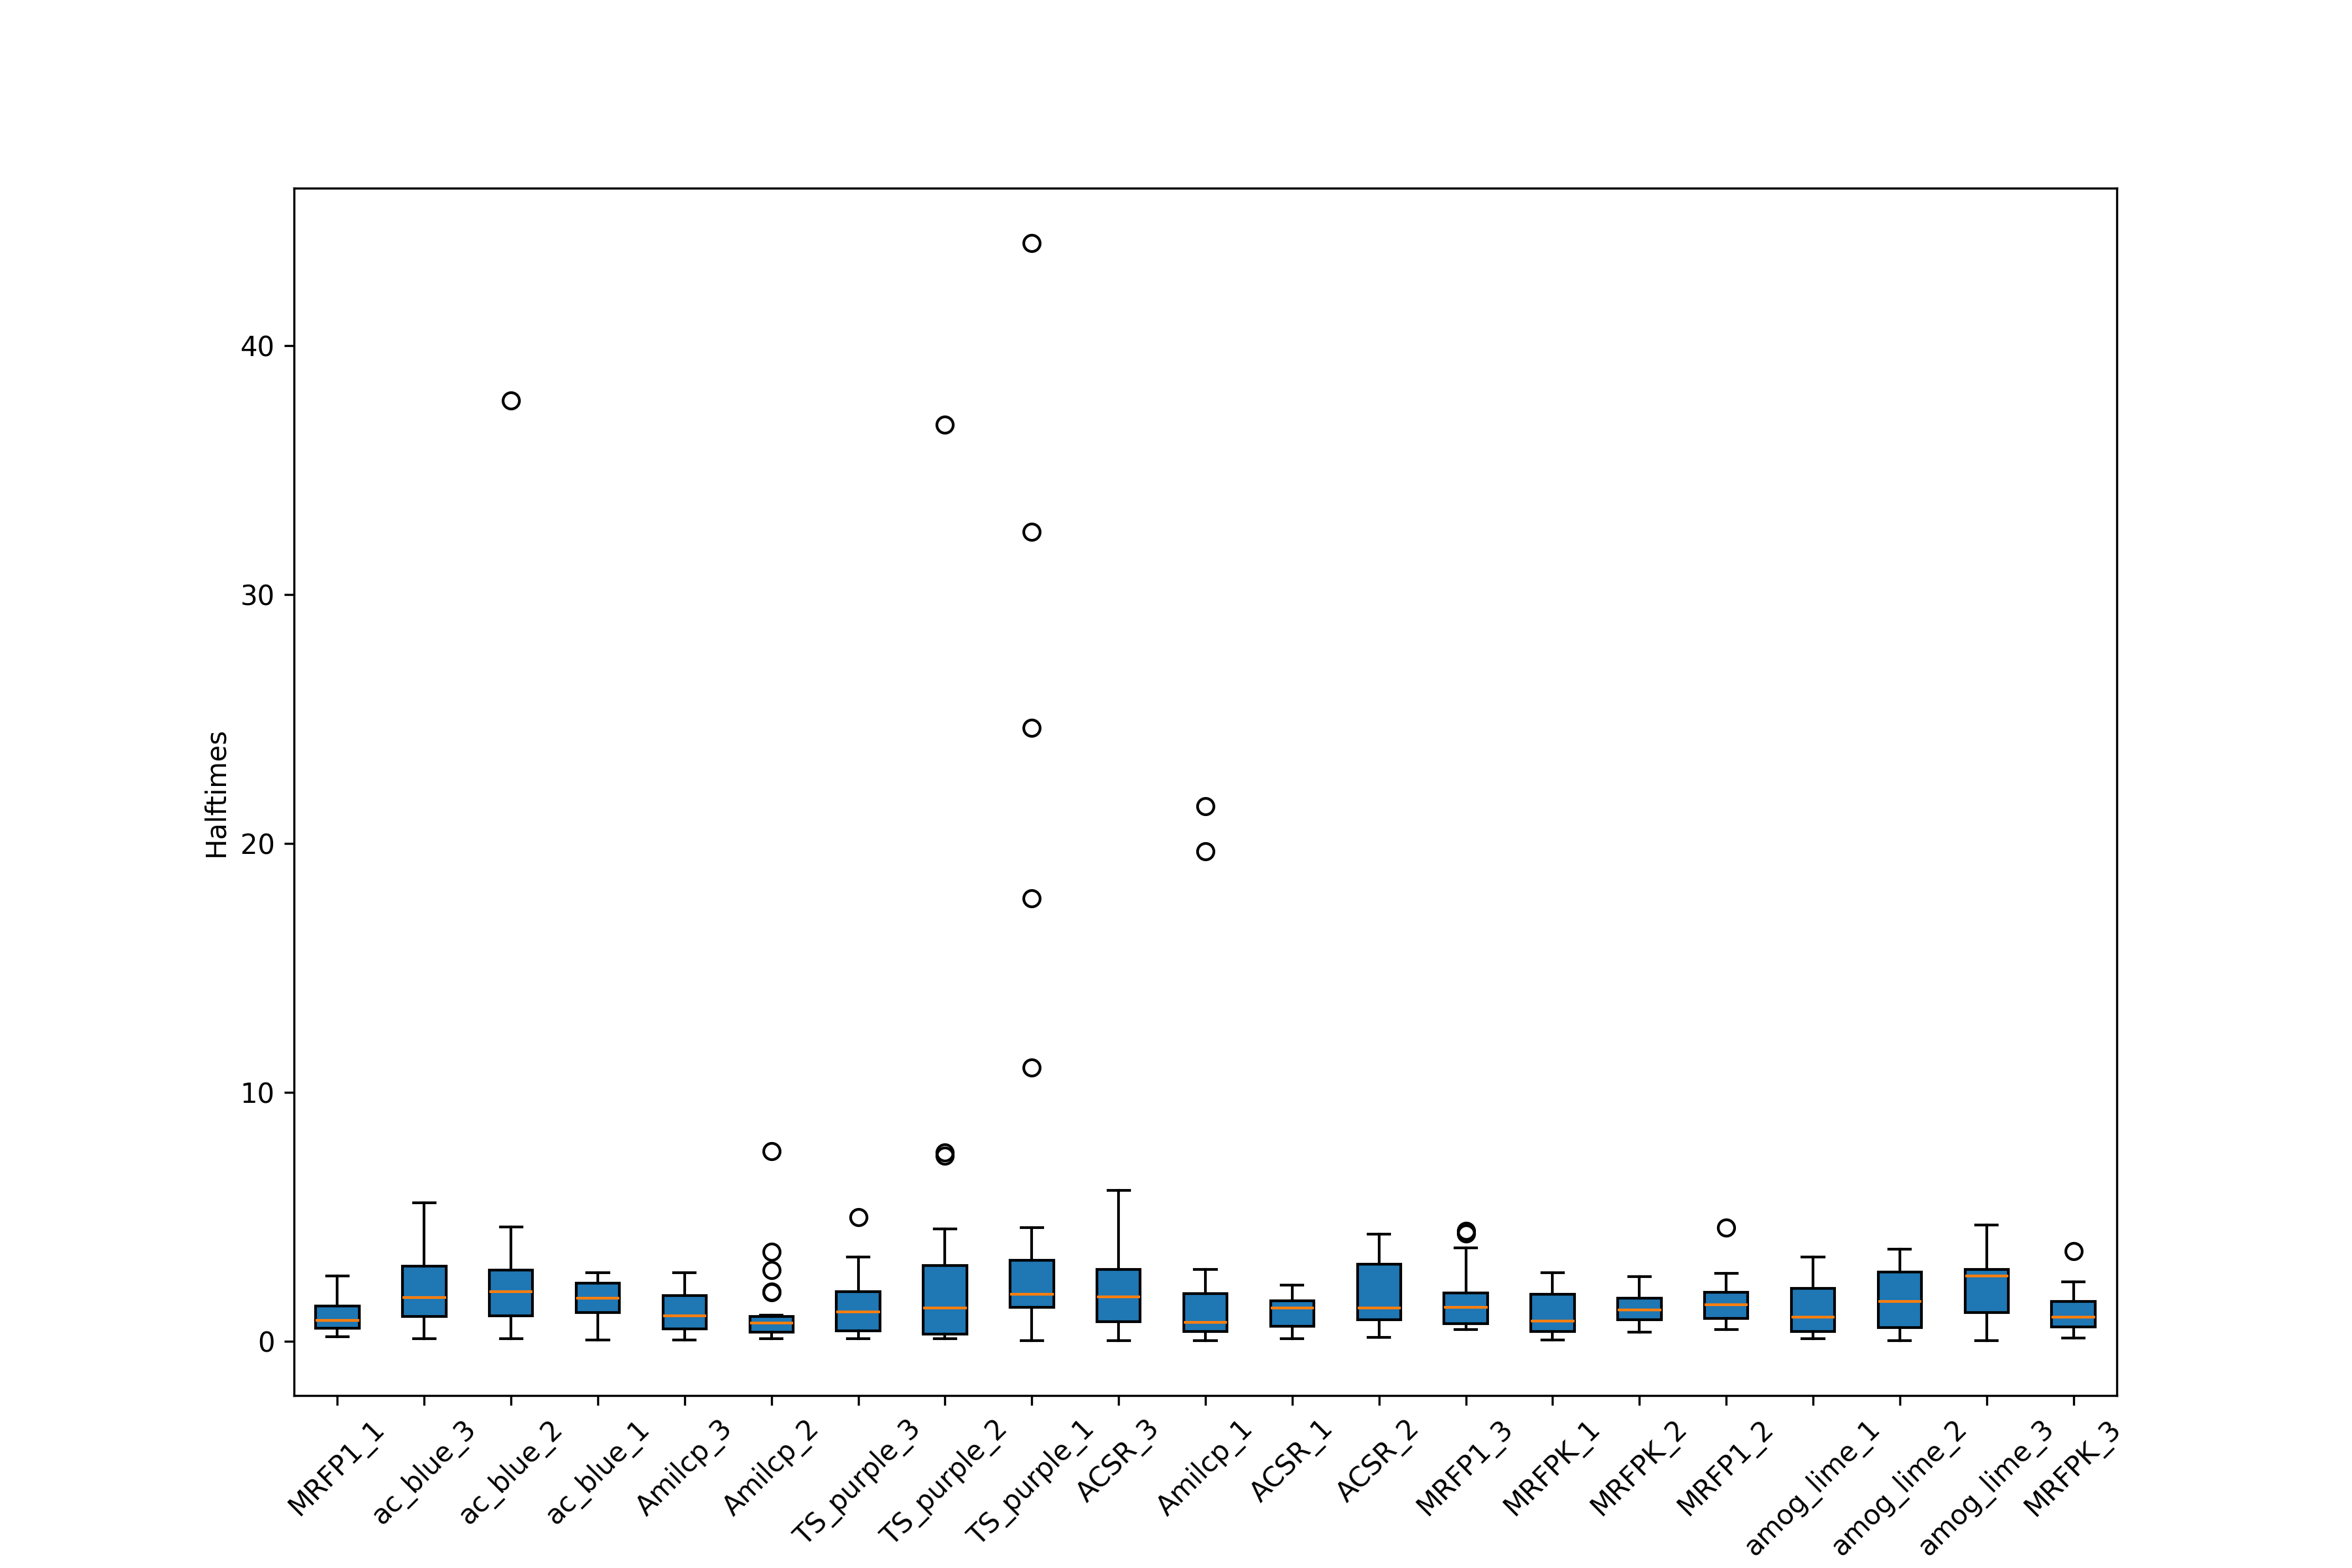 40
30
20
10
0
Halftimes
MRFP1_1
ac_blue_3
ac_blue_2
ac_blue_1
Amilcp_3
Amilcp_2
TS_purple_3
TS_purple_2
TS_purple_1
ACSR_3
Amilcp_1
ACSR_1
ACSR_2
MRFP1_3
MRFPK_1
MRFPK_2
MRFP1_2
amog_lime_1
amog_lime_2
amog_lime_3
MRFPK_3